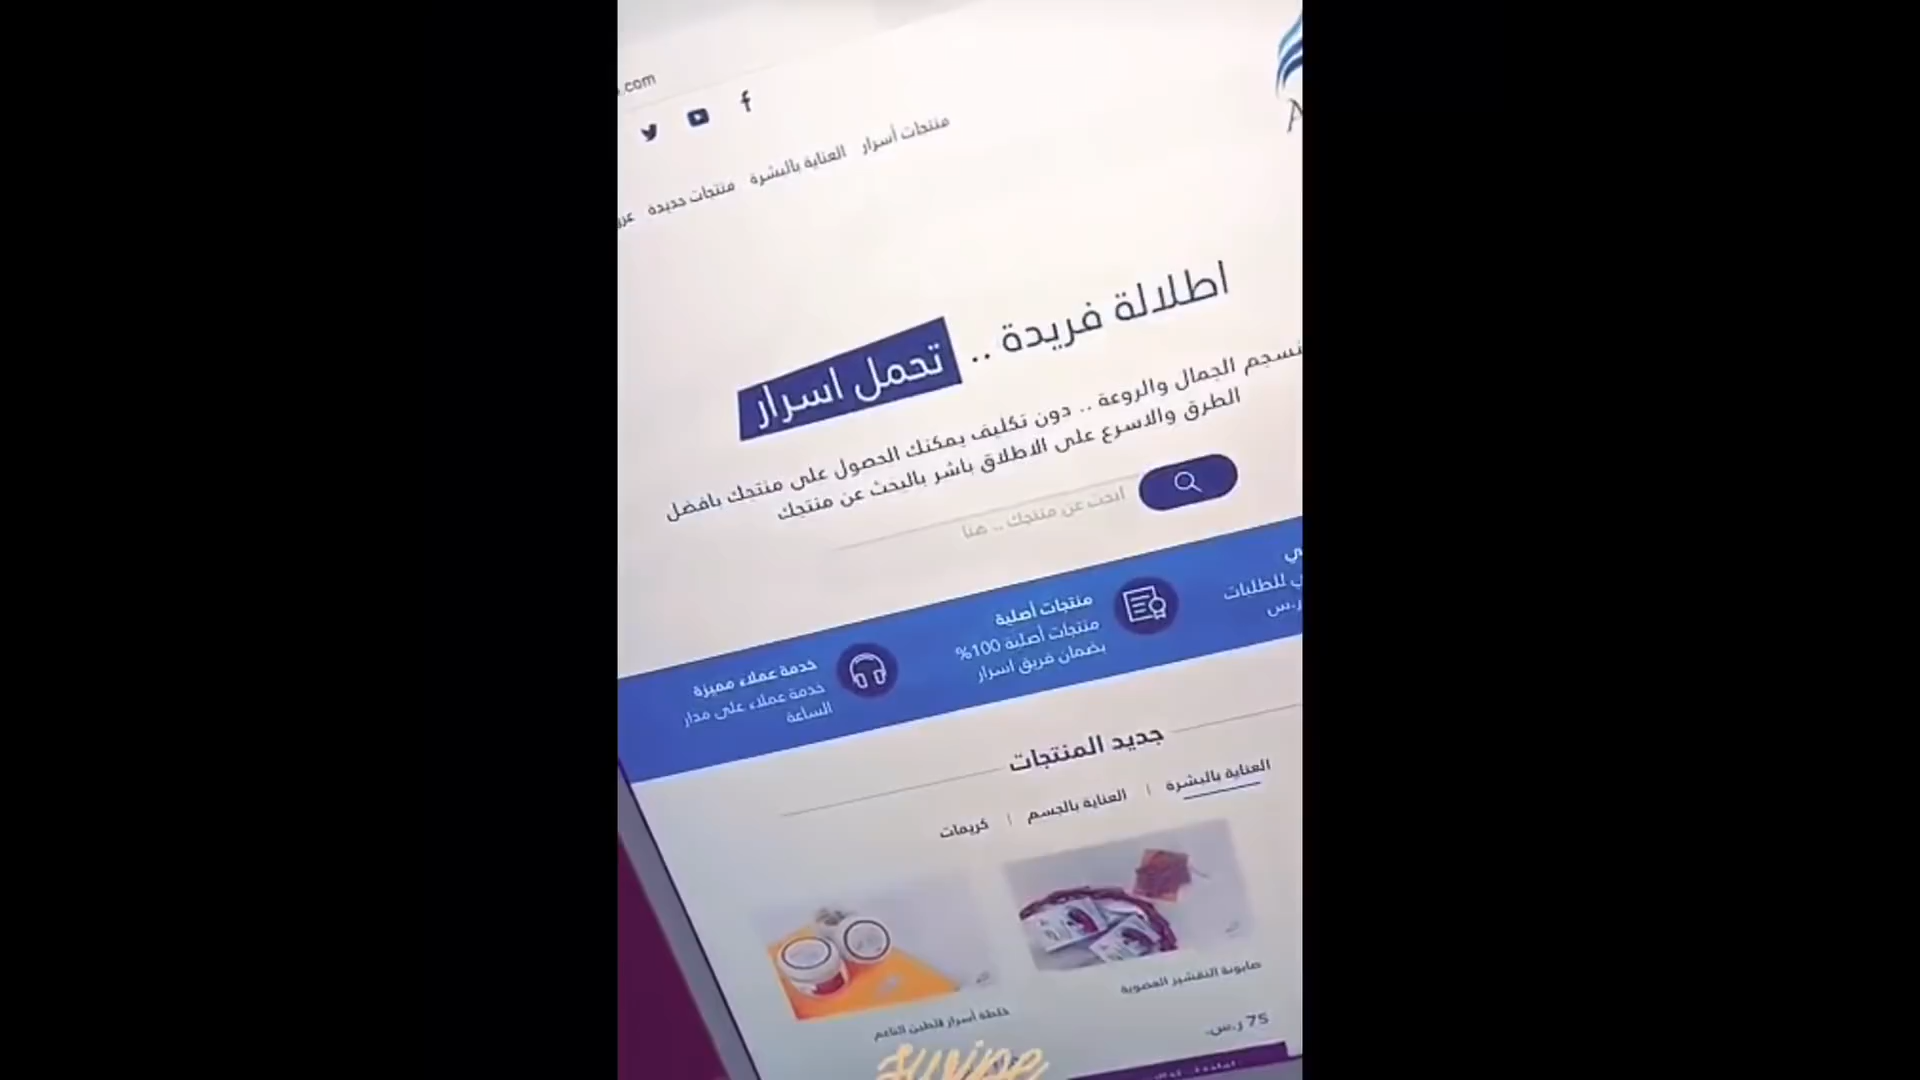 .com
منتجات أسرار
العناية بالبشرة
منتجات جديدة
اطلالة فريدة .. تحمل اسرار
الجمال والروعة .. دون تكليف يمكنك الحصول على منتجك بافضل
الطرق والاسرع على الاطلاق باشر بالبحث عن منتجك
ابحث عن منتجك .. هنا
للطلبات
ر.س
منتجات أصلية
منتجات أصلية 100%
بضمان فريق اسرار
خدمة عملاء مميزة
خدمة عملاء على مدار
الساعة
جديد المنتجات
العناية بالبشرة | العناية بالجسم | كريمات
صابونة التقشير العضوية
75 ر.س.
خلطة أسرار للطين الناعم